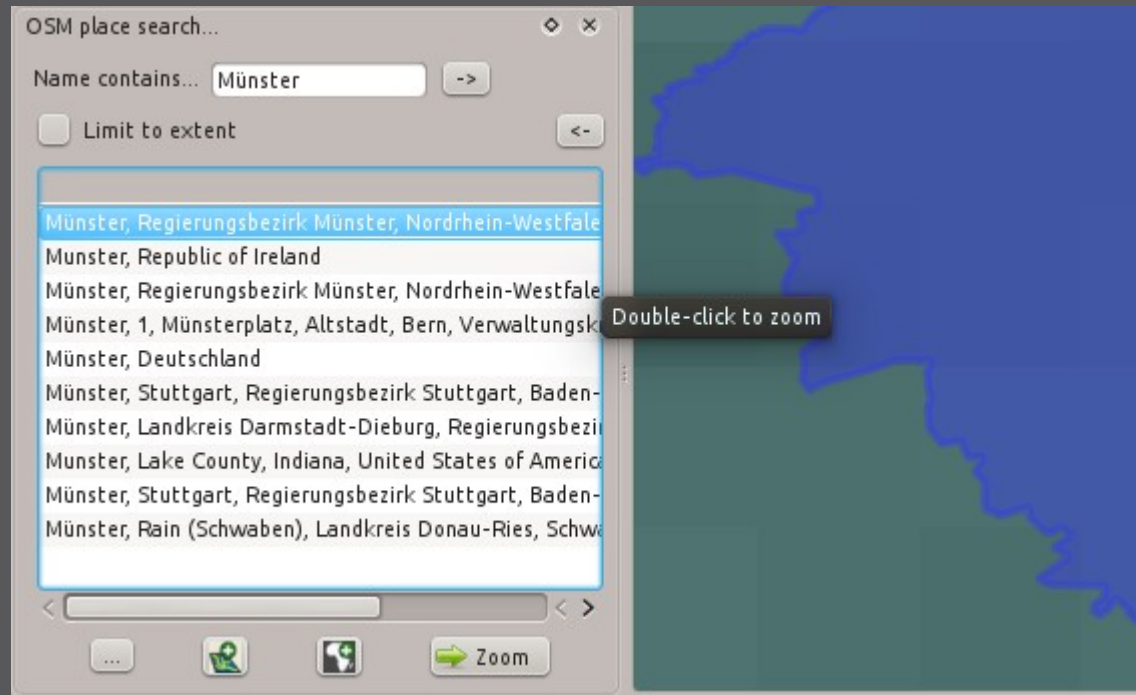 OSM place search...
Name contains... Münster ->
Limit to extent <-
Münster, Regierungsbezirk Münster, Nordrhein-Westfale
Munster, Republic of Ireland
Münster, Regierungsbezirk Münster, Nordrhein-Westfale
Münster, 1, Münsterplatz, Altstadt, Bern, Verwaltungsk
Double-click to zoom
Münster, Deutschland
Münster, Stuttgart, Regierungsbezirk Stuttgart, Baden-
Münster, Landkreis Darmstadt-Dieburg, Regierungsbezi
Munster, Lake County, Indiana, United States of America
Münster, Stuttgart, Regierungsbezirk Stuttgart, Baden-
Münster, Rain (Schwaben), Landkreis Donau-Ries, Schwa
... Zoom